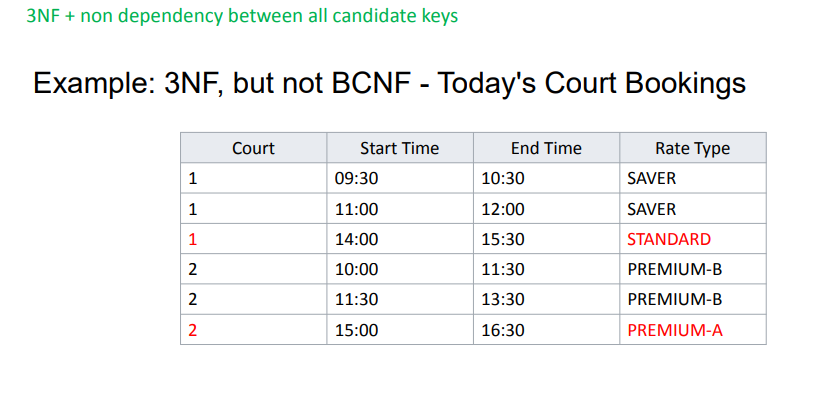 3NF + non dependency between all candidate keys
Example: 3NF, but not BCNF - Today's Court Bookings
Court Start Time End Time Rate Type
1 09:30 10:30 SAVER
1 11:00 12:00 SAVER
1 14:00 15:30 STANDARD
2 10:00 11:30 PREMIUM-B
2 11:30 13:30 PREMIUM-B
2 15:00 16:30 PREMIUM-A